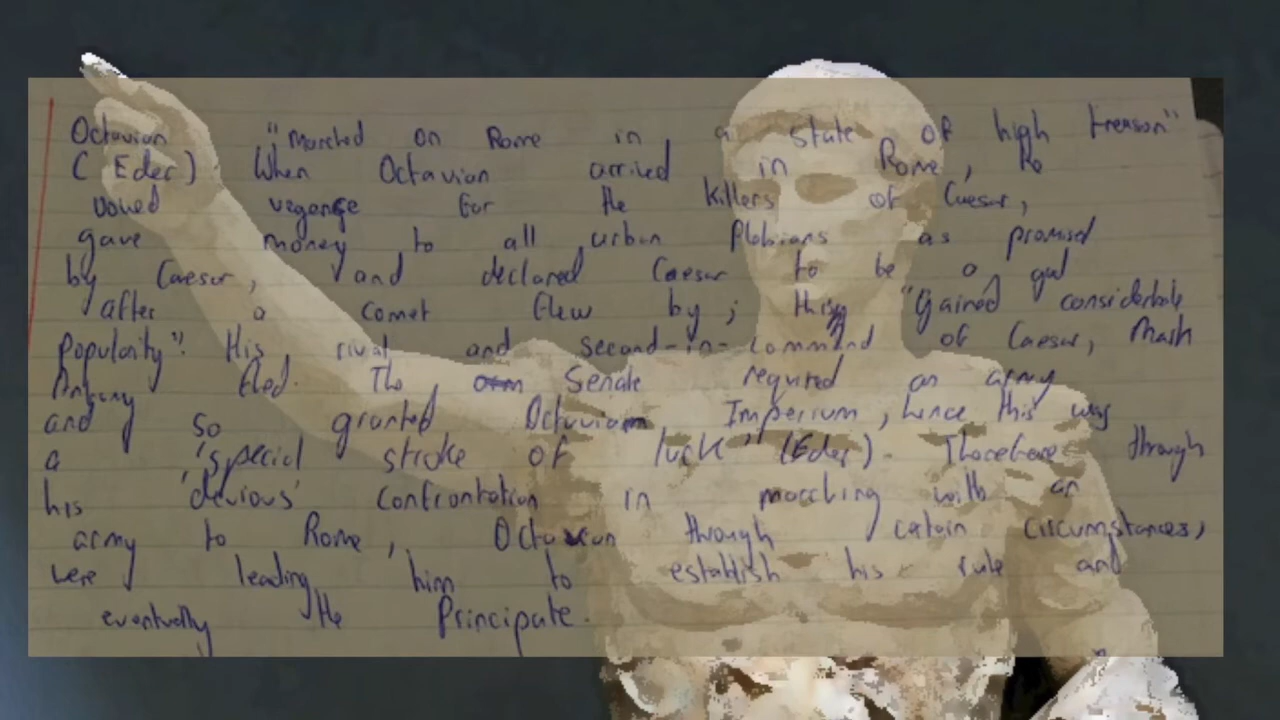 Octavian "marched on Rome in a state of high treason"
(Eder) When Octavian arrived in Rome, he
vowed vegance for the killers of Caesar,
gave money to all urban Plebians as promised
by Caesar, and declared Caesar to be a god
after a comet flew by; this "gained considerable
popularity". His rival and second-in-command of Caesar, Mark
Antony fled. The Senate required an army
and so granted Octavian Imperium, hence this was
a 'special stroke of luck" (Eder). Therefore through
his 'devious' confrontation in marching with an
army to Rome, Octavian through certain circumstances,
were leading him to establish his rule and
eventually the Principate.